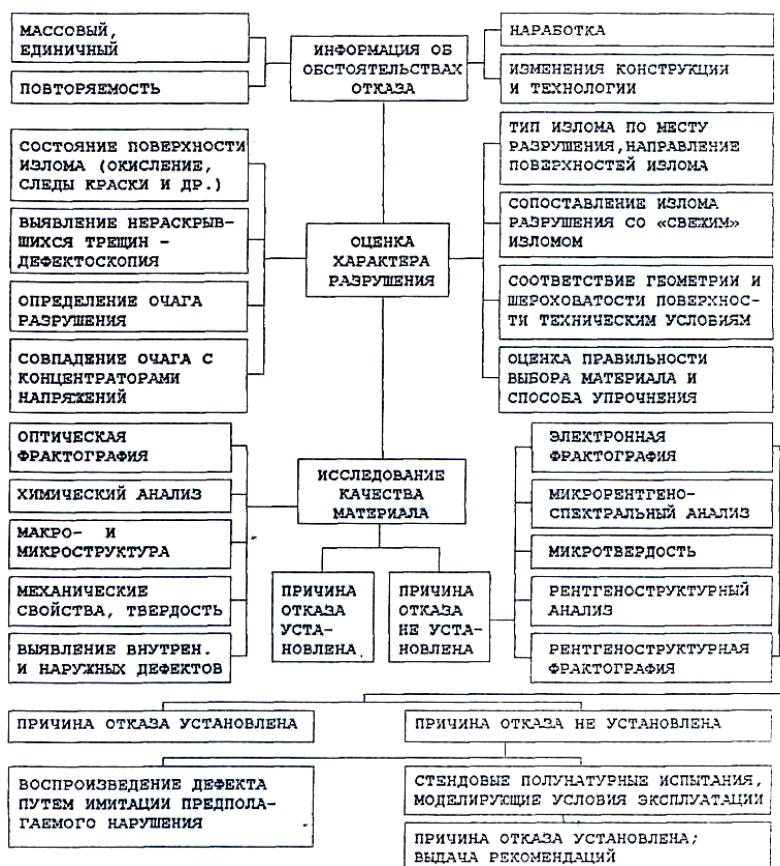 МАССОВЫЙ,
ЕДИНИЧНЫЙ
ПОВТОРЯЕМОСТЬ
ИНФОРМАЦИЯ ОБ
ОБСТОЯТЕЛЬСТВАХ
ОТКАЗА
НАРАБОТКА
ИЗМЕНЕНИЯ КОНСТРУКЦИИ
И ТЕХНОЛОГИИ
СОСТОЯНИЕ ПОВЕРХНОСТИ
ИЗЛОМА (ОКИСЛЕНИЕ,
СЛЕДЫ КРАСКИ И ДР.)
ВЫЯВЛЕНИЕ НЕРАСКРЫВ-
ШИХСЯ ТРЕЩИН –
ДЕФЕКТОСКОПИЯ
ОПРЕДЕЛЕНИЕ ОЧАГА
РАЗРУШЕНИЯ
СОВПАДЕНИЕ ОЧАГА С
КОНЦЕНТРАТОРАМИ
НАПРЯЖЕНИЙ
ОЦЕНКА
ХАРАКТЕРА
РАЗРУШЕНИЯ
ТИП ИЗЛОМА ПО МЕСТУ
РАЗРУШЕНИЯ, НАПРАВЛЕНИЕ
ПОВЕРХНОСТЕЙ ИЗЛОМА
СОПОСТАВЛЕНИЕ ИЗЛОМА
РАЗРУШЕНИЯ СО «СВЕЖИМ»
ИЗЛОМОМ
СООТВЕТСТВИЕ ГЕОМЕТРИИ И
ШЕРОХОВАТОСТИ ПОВЕРХНОС-
ТИ ТЕХНИЧЕСКИМ УСЛОВИЯМ
ОЦЕНКА ПРАВИЛЬНОСТИ
ВЫБОРА МАТЕРИАЛА И
СПОСОБА УПРОЧНЕНИЯ
ОПТИЧЕСКАЯ
ФРАКТОГРАФИЯ
ХИМИЧЕСКИЙ АНАЛИЗ
МАКРО- И
МИКРОСТРУКТУРА
МЕХАНИЧЕСКИЕ
СВОЙСТВА, ТВЕРДОСТЬ
ВЫЯВЛЕНИЕ ВНУТРЕН.
И НАРУЖНЫХ ДЕФЕКТОВ
ИССЛЕДОВАНИЕ
КАЧЕСТВА
МАТЕРИАЛА
ПРИЧИНА
ОТКАЗА
УСТА-
НОВЛЕНА
ПРИЧИНА
ОТКАЗА
НЕ УСТА-
НОВЛЕНА
ЭЛЕКТРОННАЯ
ФРАКТОГРАФИЯ
МИКРОРЕНТГЕНО-
СПЕКТРАЛЬНЫЙ АНАЛИЗ
МИКРОТВЕРДОСТЬ
РЕНТГЕНОСТРУКТУРНЫЙ
АНАЛИЗ
РЕНТГЕНОСТРУКТУРНАЯ
ФРАКТОГРАФИЯ
ПРИЧИНА ОТКАЗА УСТАНОВЛЕНА
ПРИЧИНА ОТКАЗА НЕ УСТАНОВЛЕНА
ВОСПРОИЗВЕДЕНИЕ ДЕФЕКТА
ПУТЕМ ИМИТАЦИИ ПРЕДПОЛА-
ГАЕМОГО НАРУШЕНИЯ
СТЕНДОВЫЕ ПОЛУНАТУРНЫЕ ИСПЫТАНИЯ,
МОДЕЛИРУЮЩИЕ УСЛОВИЯ ЭКСПЛУАТАЦИИ
ПРИЧИНА ОТКАЗА УСТАНОВЛЕНА;
ВЫДАЧА РЕКОМЕНДАЦИЙ